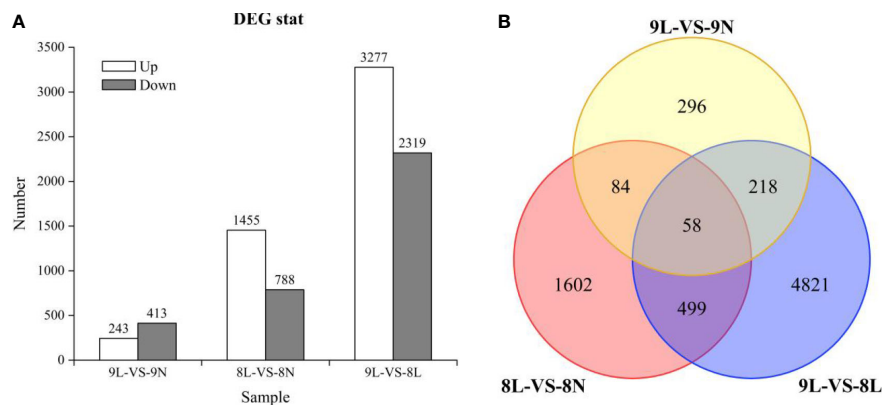 A
DEG stat
Up
Down
Number
3500
3000
2500
2000
1500
1000
500
0
243
413
1455
788
3277
2319
9L-VS-9N
8L-VS-8N
9L-VS-8L
Sample
B
9L-VS-9N
296
84
218
58
1602
499
4821
8L-VS-8N
9L-VS-8L